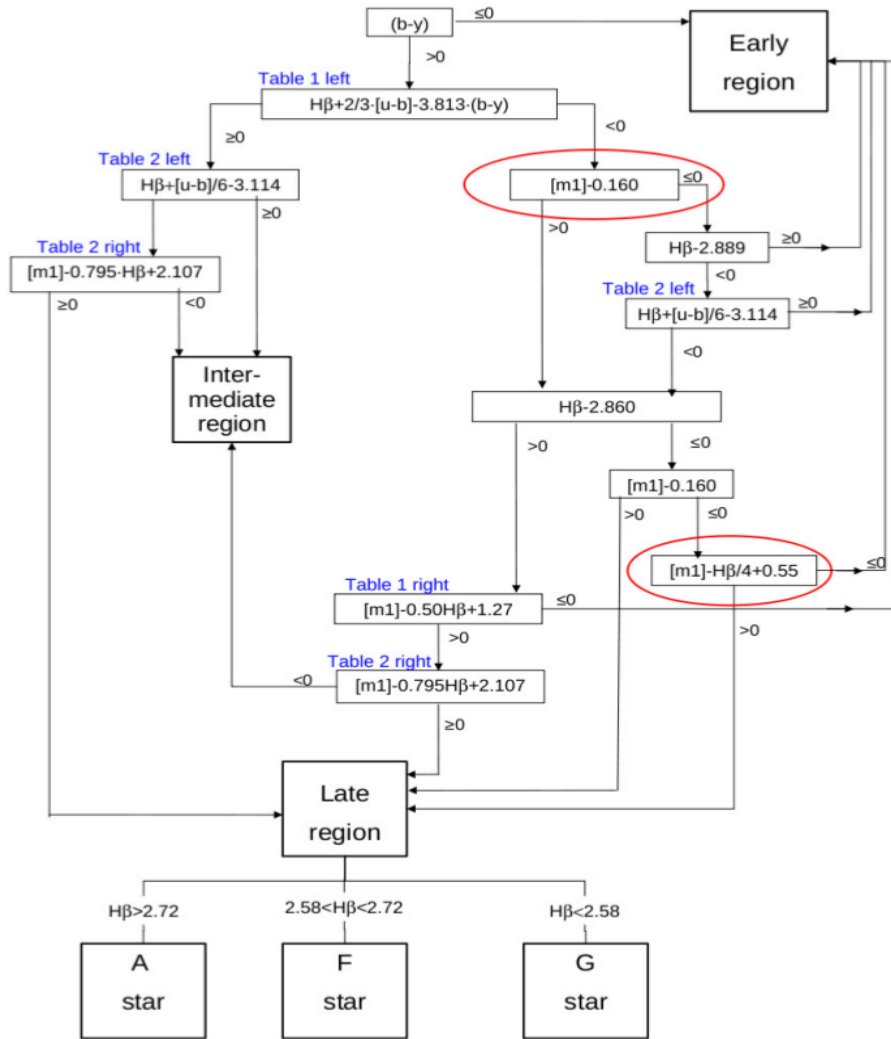 (b-y)
≤0
Early
region
>0
Table 1 left
Hβ+2/3·[u-b]-3.813·(b-y)
≥0
<0
Table 2 left
Hβ+[u-b]/6-3.114
[m1]-0.160
≤0
≥0
>0
Table 2 right
[m1]-0.795·Hβ+2.107
Hβ-2.889
≥0
<0
Table 2 left
≥0
<0
Hβ+[u-b]/6-3.114
≥0
<0
Inter-
mediate
region
Hβ-2.860
>0
≤0
[m1]-0.160
>0
≤0
[m1]-Hβ/4+0.55
≤0
Table 1 right
[m1]-0.50Hβ+1.27
≤0
>0
>0
Table 2 right
<0
[m1]-0.795Hβ+2.107
≥0
Late
region
Hβ>2.72
2.58<Hβ<2.72
Hβ<2.58
A
star
F
star
G
star